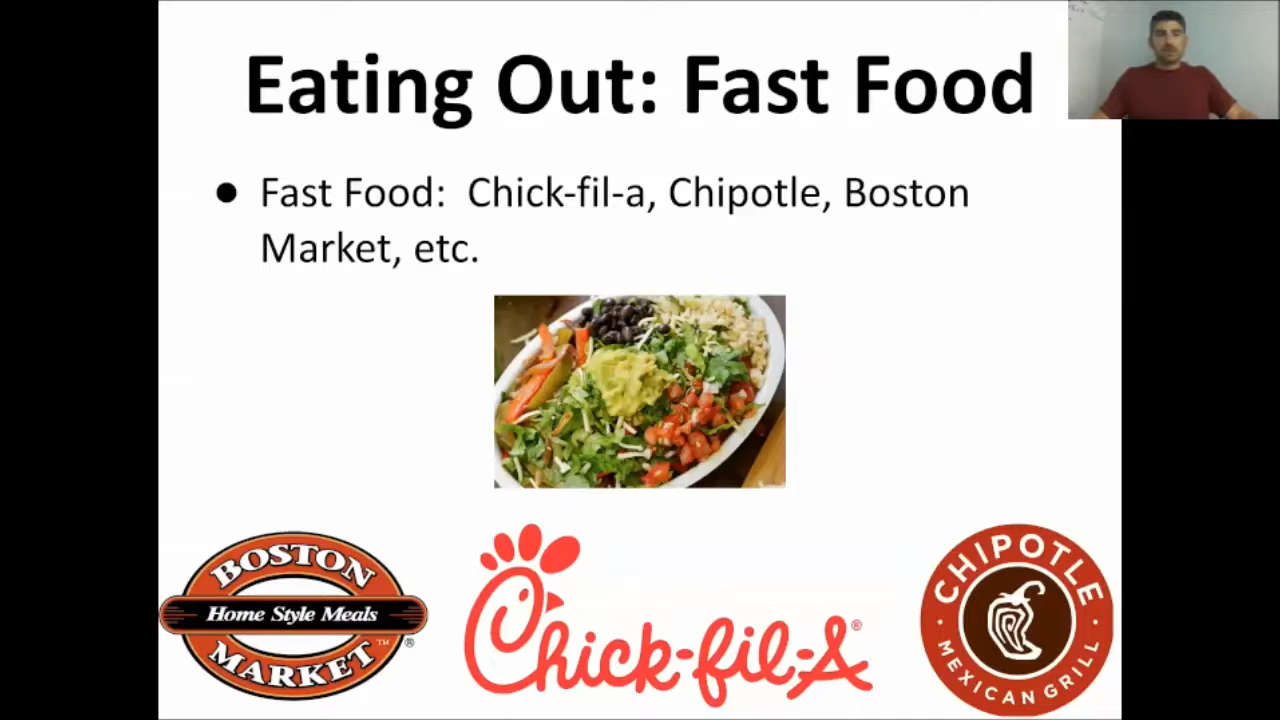 Eating Out: Fast Food
● Fast Food:  Chick-fil-a, Chipotle, Boston
Market, etc.
BOSTON
Home Style Meals
MARKET™
®
Chick-fil-A®
CHIPOTLE
MEXICAN GRILL